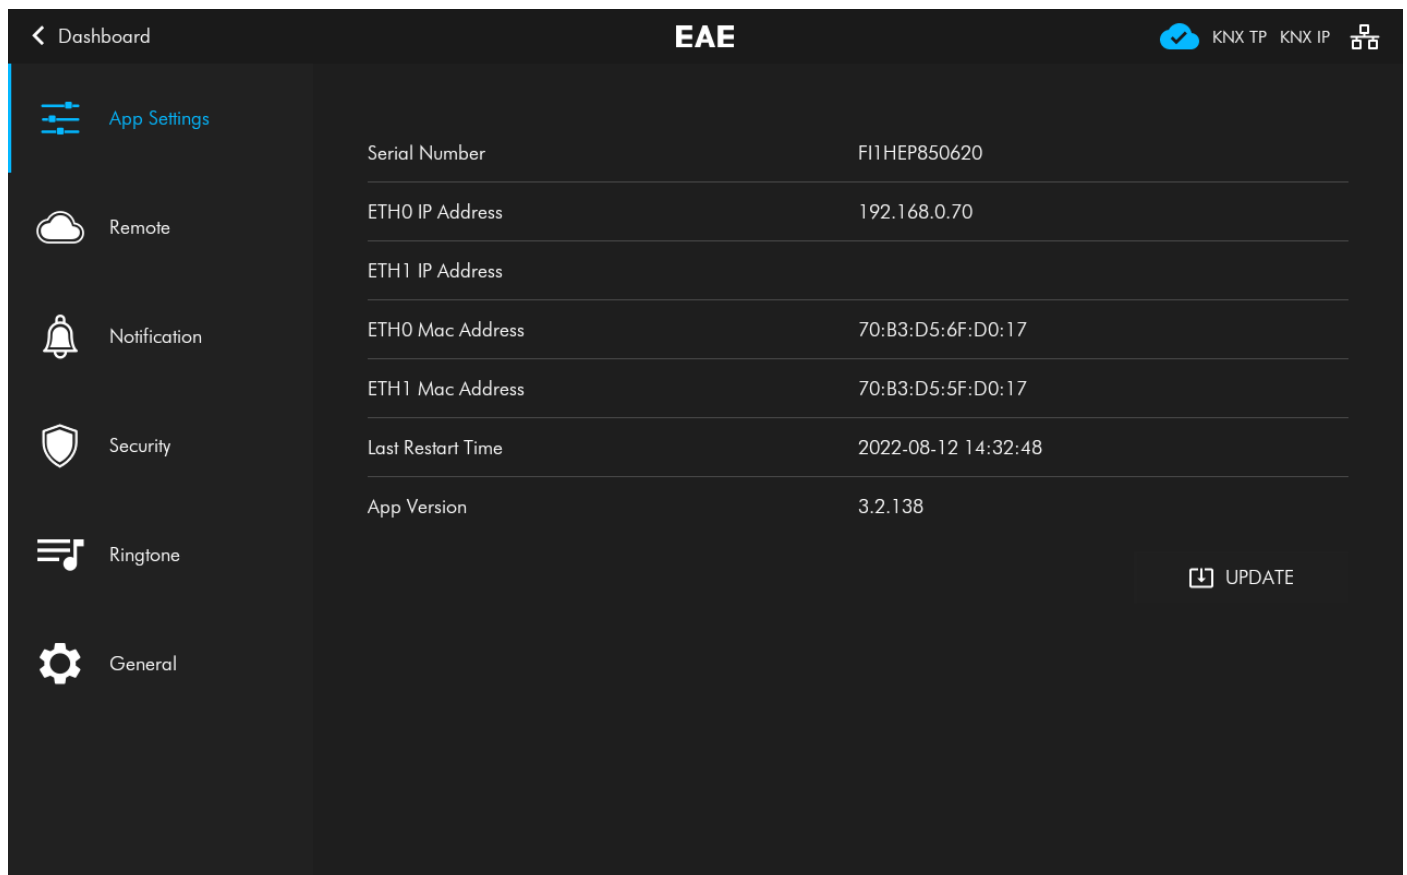 Dashboard
EAE
KNX TP KNX IP
App Settings
Remote
Notification
Security
Ringtone
General
Serial Number FI1HEP850620
ETH0 IP Address 192.168.0.70
ETH1 IP Address
ETH0 Mac Address 70:B3:D5:6F:D0:17
ETH1 Mac Address 70:B3:D5:5F:D0:17
Last Restart Time 2022-08-12 14:32:48
App Version 3.2.138
UPDATE